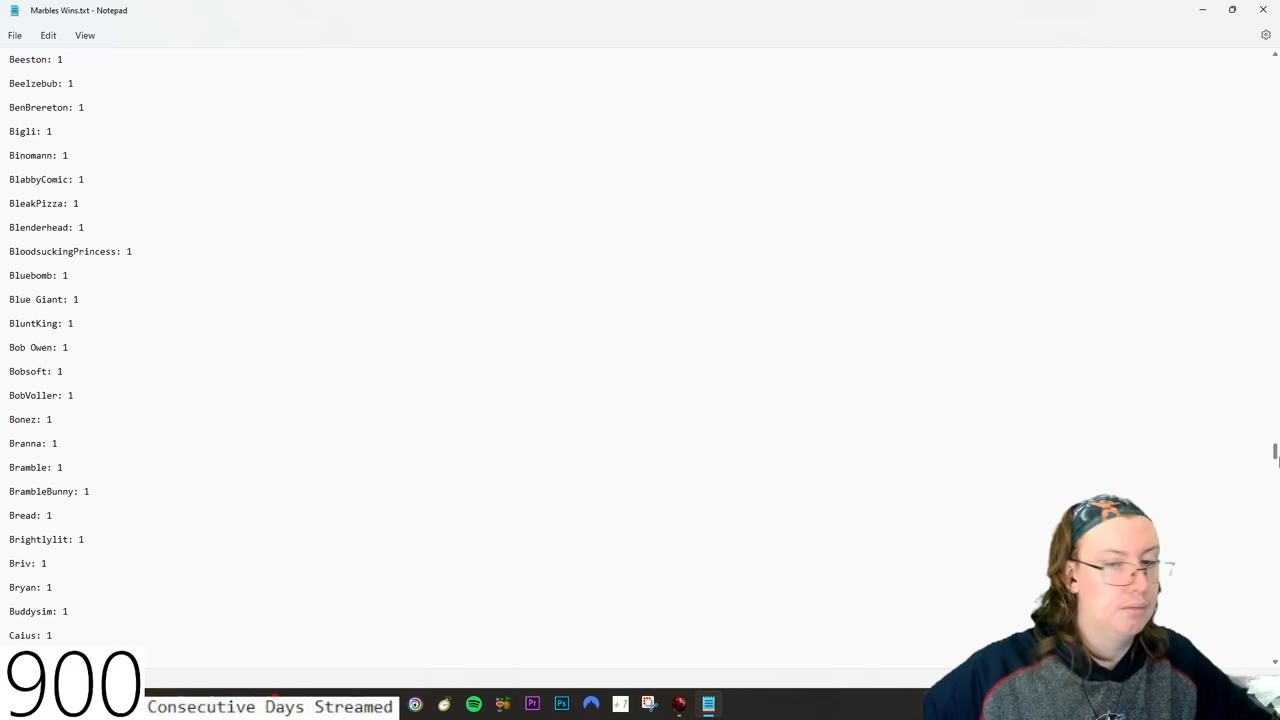 Marbles Wins.txt - Notepad
File Edit View
Beeston: 1
Beelzebub: 1
BenBrereton: 1
Bigli: 1
Binomann: 1
BlabbyComic: 1
BleakPizza: 1
Blenderhead: 1
BloodsuckingPrincess: 1
Bluebomb: 1
Blue Giant: 1
BluntKing: 1
Bob Owen: 1
Bobsoft: 1
BobVoller: 1
Bonez: 1
Branna: 1
Bramble: 1
BrambleBunny: 1
Bread: 1
Brightlylit: 1
Briv: 1
Bryan: 1
Buddysim: 1
Caius: 1
900
Consecutive Days Streamed
Pr
Ps
+7